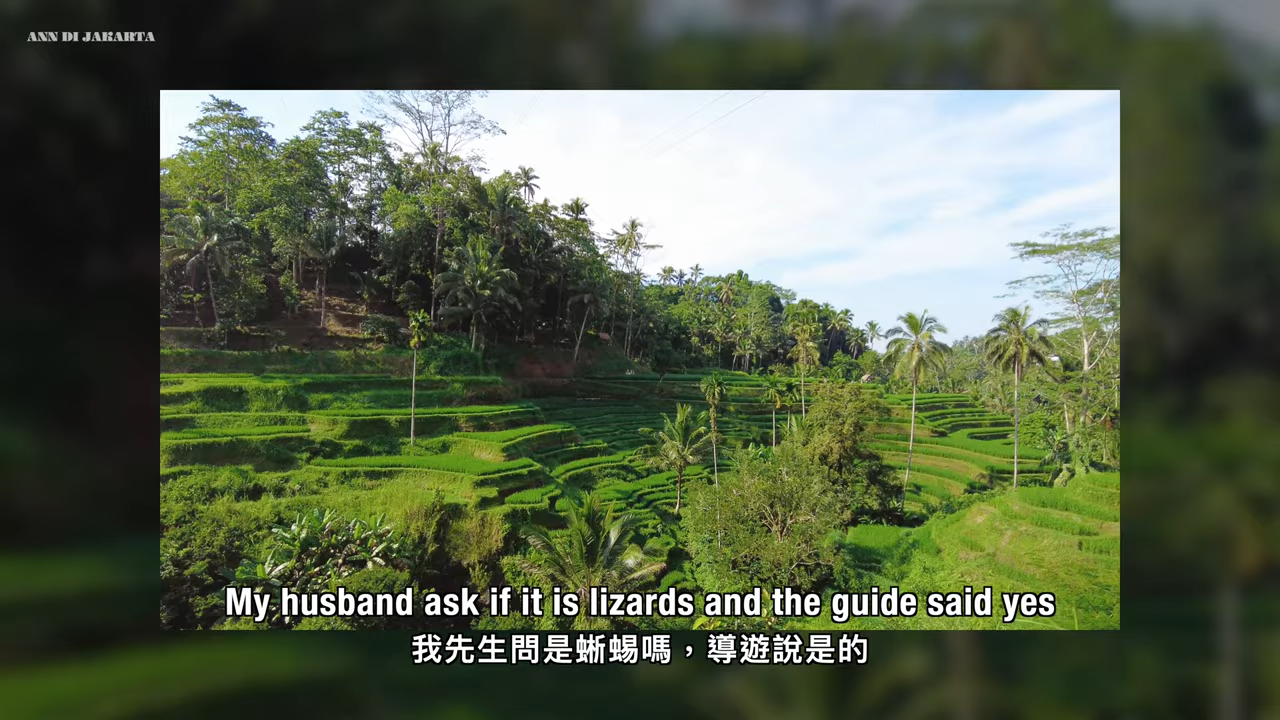 ANN DI JAKARTA
My husband ask if it is lizards and the guide said yes
我先生問是蜥蜴嗎，導遊說是的